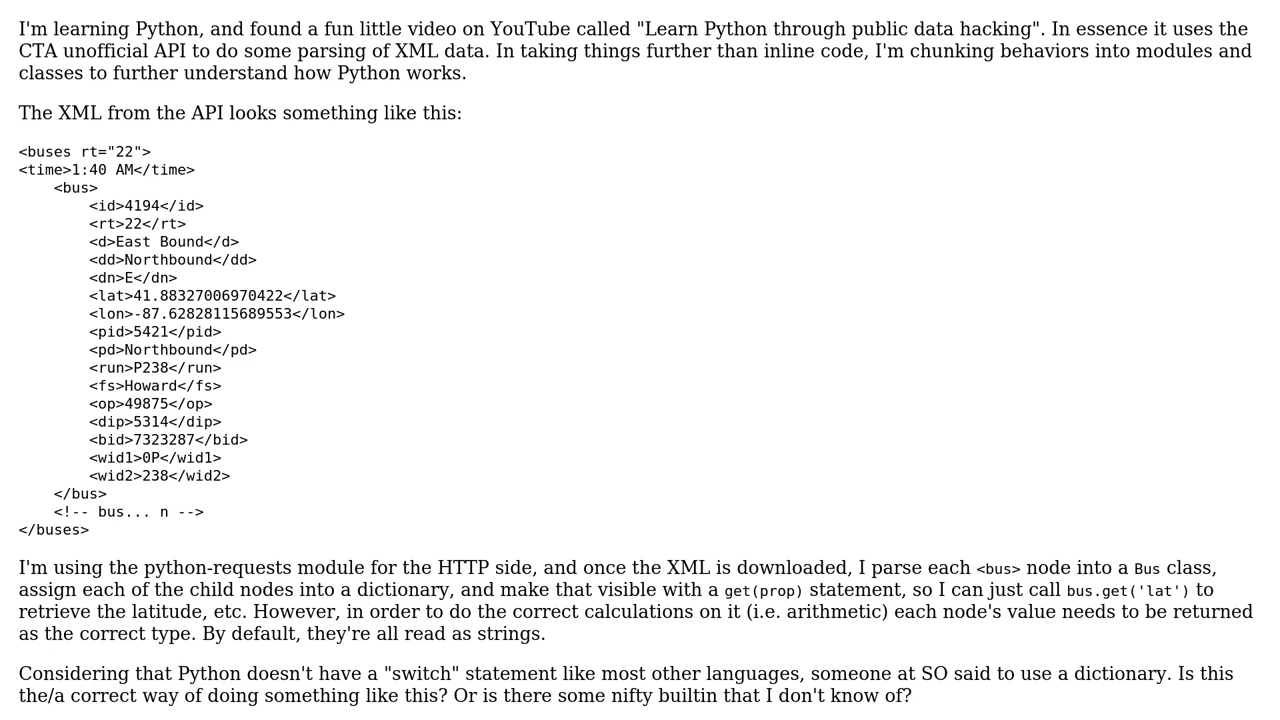 I'm learning Python, and found a fun little video on YouTube called "Learn Python through public data hacking". In essence it uses the
CTA unofficial API to do some parsing of XML data. In taking things further than inline code, I'm chunking behaviors into modules and
classes to further understand how Python works.
The XML from the API looks something like this:
<buses rt="22">
<time>1:40 AM</time>
    <bus>
        <id>4194</id>
        <rt>22</rt>
        <d>East Bound</d>
        <dd>Northbound</dd>
        <dn>E</dn>
        <lat>41.88327006970422</lat>
        <lon>-87.62828115689553</lon>
        <pid>5421</pid>
        <pd>Northbound</pd>
        <run>P238</run>
        <fs>Howard</fs>
        <op>49875</op>
        <dip>5314</dip>
        <bid>7323287</bid>
        <wid1>0P</wid1>
        <wid2>238</wid2>
    </bus>
    <!-- bus... n -->
</buses>
I'm using the python-requests module for the HTTP side, and once the XML is downloaded, I parse each <bus> node into a Bus class,
assign each of the child nodes into a dictionary, and make that visible with a get(prop) statement, so I can just call bus.get('lat') to
retrieve the latitude, etc. However, in order to do the correct calculations on it (i.e. arithmetic) each node's value needs to be returned
as the correct type. By default, they're all read as strings.
Considering that Python doesn't have a "switch" statement like most other languages, someone at SO said to use a dictionary. Is this
the/a correct way of doing something like this? Or is there some nifty builtin that I don't know of?